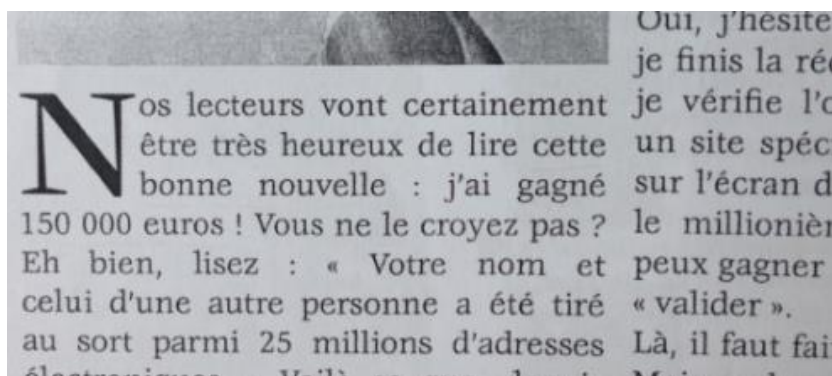 Nos lecteurs vont certainement
être très heureux de lire cette
bonne nouvelle : j'ai gagné
150 000 euros ! Vous ne le croyez pas ?
Eh bien, lisez : « Votre nom et
celui d'une autre personne a été tiré
au sort parmi 25 millions d'adresses
Oui, j'hésite
je finis la
je vérifie
un site
sur l'écran
le
peux gagner
« valider ».
Là, il faut